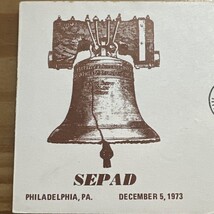 SEPAD
PHILADELPHIA, PA. DECEMBER 5, 1973